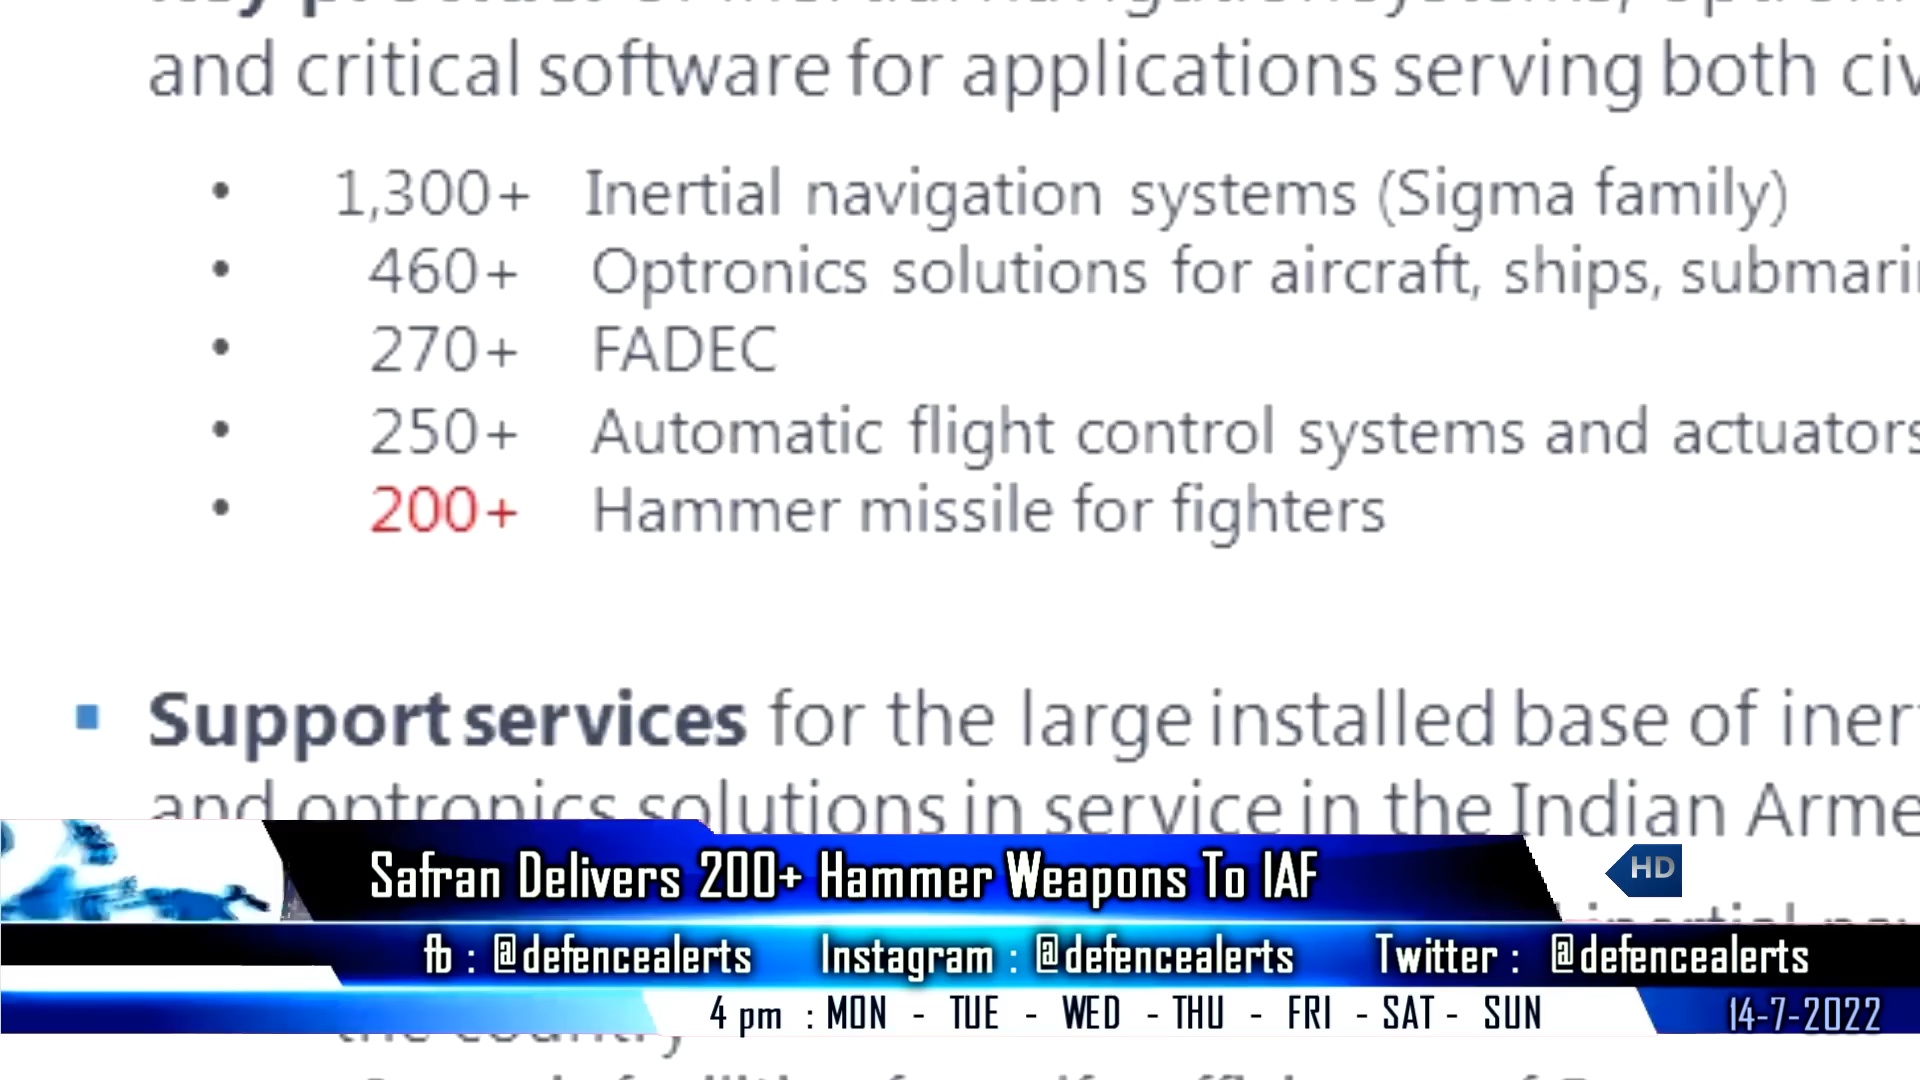 and critical software for applications serving both
• 1,300+ Inertial navigation systems (Sigma family)
• 460+ Optronics solutions for aircraft, ships,
• 270+ FADEC
• 250+ Automatic flight control systems and actuators
• 200+ Hammer missile for fighters
Support services for the large installed base of
and optronics solutions in service in the Indian
Safran Delivers 200+ Hammer Weapons To IAF
HD
fb : @defencealerts Instagram : @defencealerts Twitter : @defencealerts
4 pm : MON - TUE - WED - THU - FRI - SAT - SUN
14-7-2022
the country